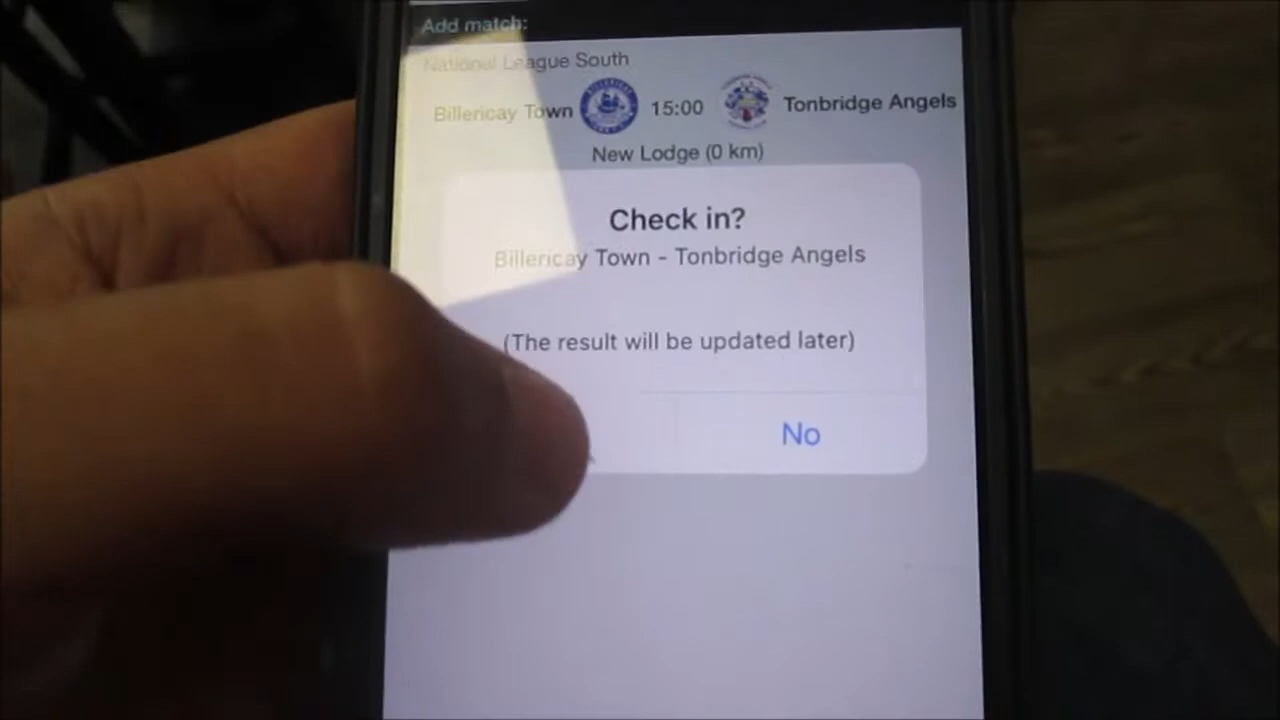 Add match:
National League South
Billericay Town 15:00 Tonbridge Angels
New Lodge (0 km)
Check in?
Billericay Town - Tonbridge Angels
(The result will be updated later)
No